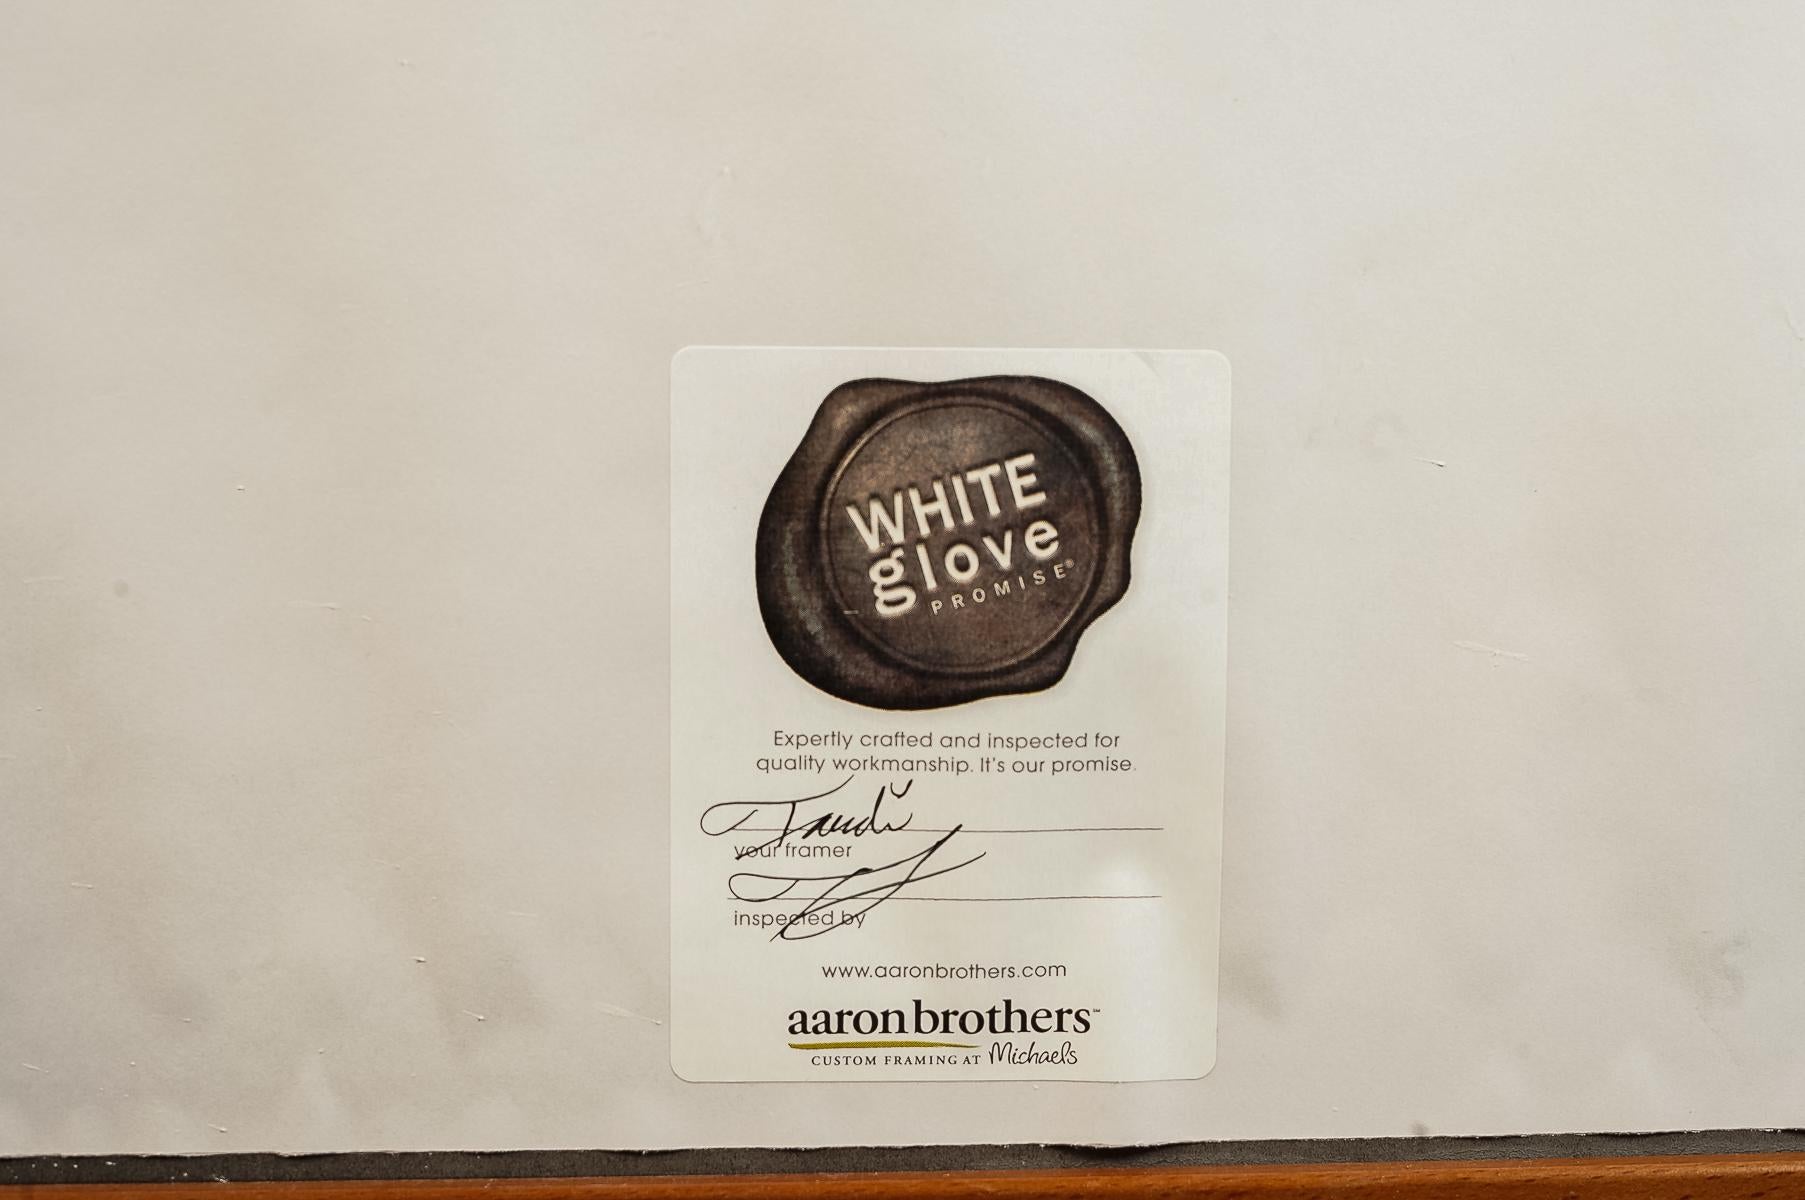 WHITE
glove
PROMISE®
Expertly crafted and inspected for
quality workmanship. It's our promise.
your framer
inspected by
www.aaronbrothers.com
aaronbrothers℠
CUSTOM FRAMING AT Michaels